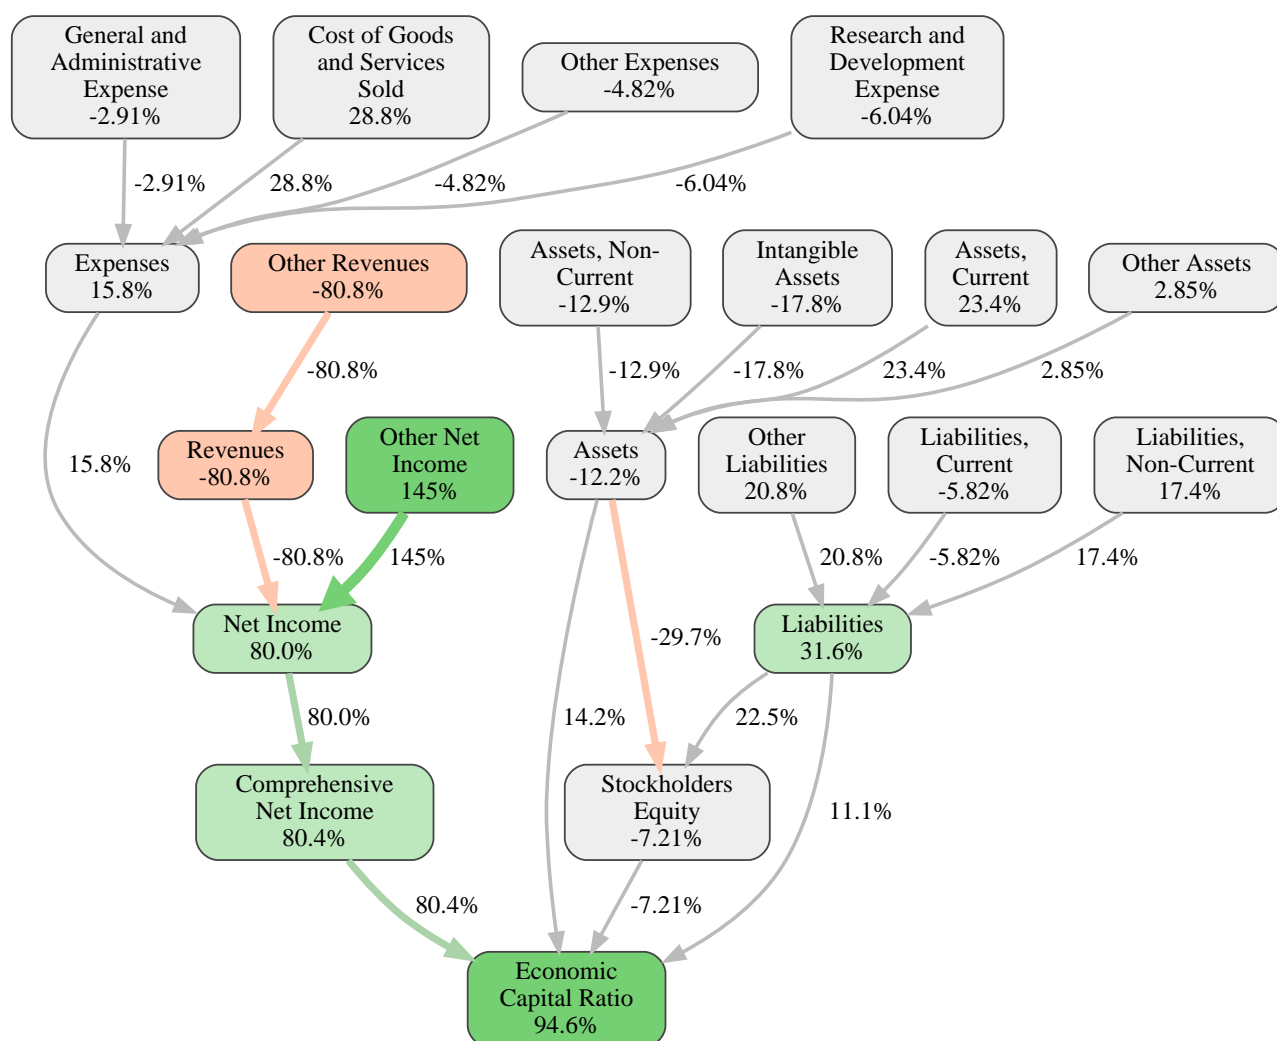 General and
Administrative
Expense
-2.91%
Cost of Goods
and Services
Sold
28.8%
Other Expenses
-4.82%
Research and
Development
Expense
-6.04%
-2.91%
28.8%
-4.82%
-6.04%
Expenses
15.8%
Other Revenues
-80.8%
Assets, Non-
Current
-12.9%
Intangible
Assets
-17.8%
Assets,
Current
23.4%
Other Assets
2.85%
-80.8%
-12.9%
-17.8%
23.4%
2.85%
15.8%
Revenues
-80.8%
Other Net
Income
145%
Assets
-12.2%
Other
Liabilities
20.8%
Liabilities,
Current
-5.82%
Liabilities,
Non-Current
17.4%
-80.8%
145%
20.8%
-5.82%
17.4%
Net Income
80.0%
-29.7%
Liabilities
31.6%
80.0%
14.2%
22.5%
Comprehensive
Net Income
80.4%
Stockholders
Equity
-7.21%
11.1%
80.4%
-7.21%
Economic
Capital Ratio
94.6%